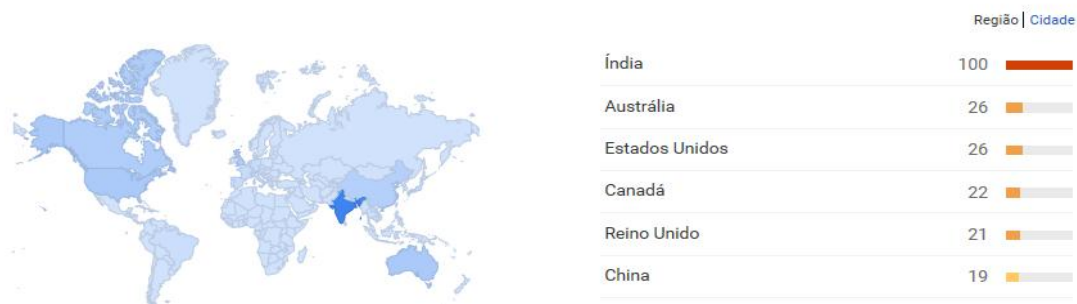 Região | Cidade
Índia 100
Austrália 26
Estados Unidos 26
Canadá 22
Reino Unido 21
China 19